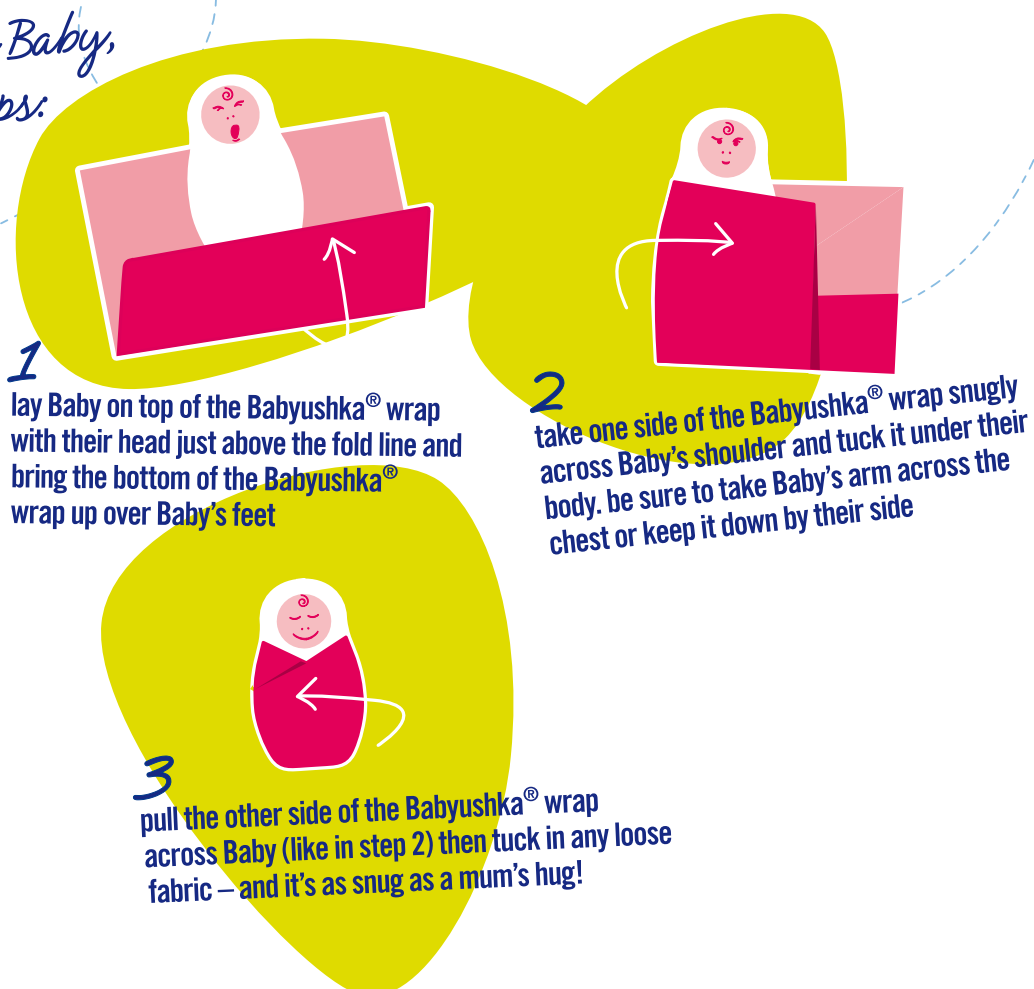 Baby,
ps:
1
lay Baby on top of the Babyushka® wrap
with their head just above the fold line and
bring the bottom of the Babyushka®
wrap up over Baby's feet
2
take one side of the Babyushka® wrap snugly
across Baby's shoulder and tuck it under their
body. be sure to take Baby's arm across the
chest or keep it down by their side
3
pull the other side of the Babyushka® wrap
across Baby (like in step 2) then tuck in any loose
fabric – and it's as snug as a mum's hug!